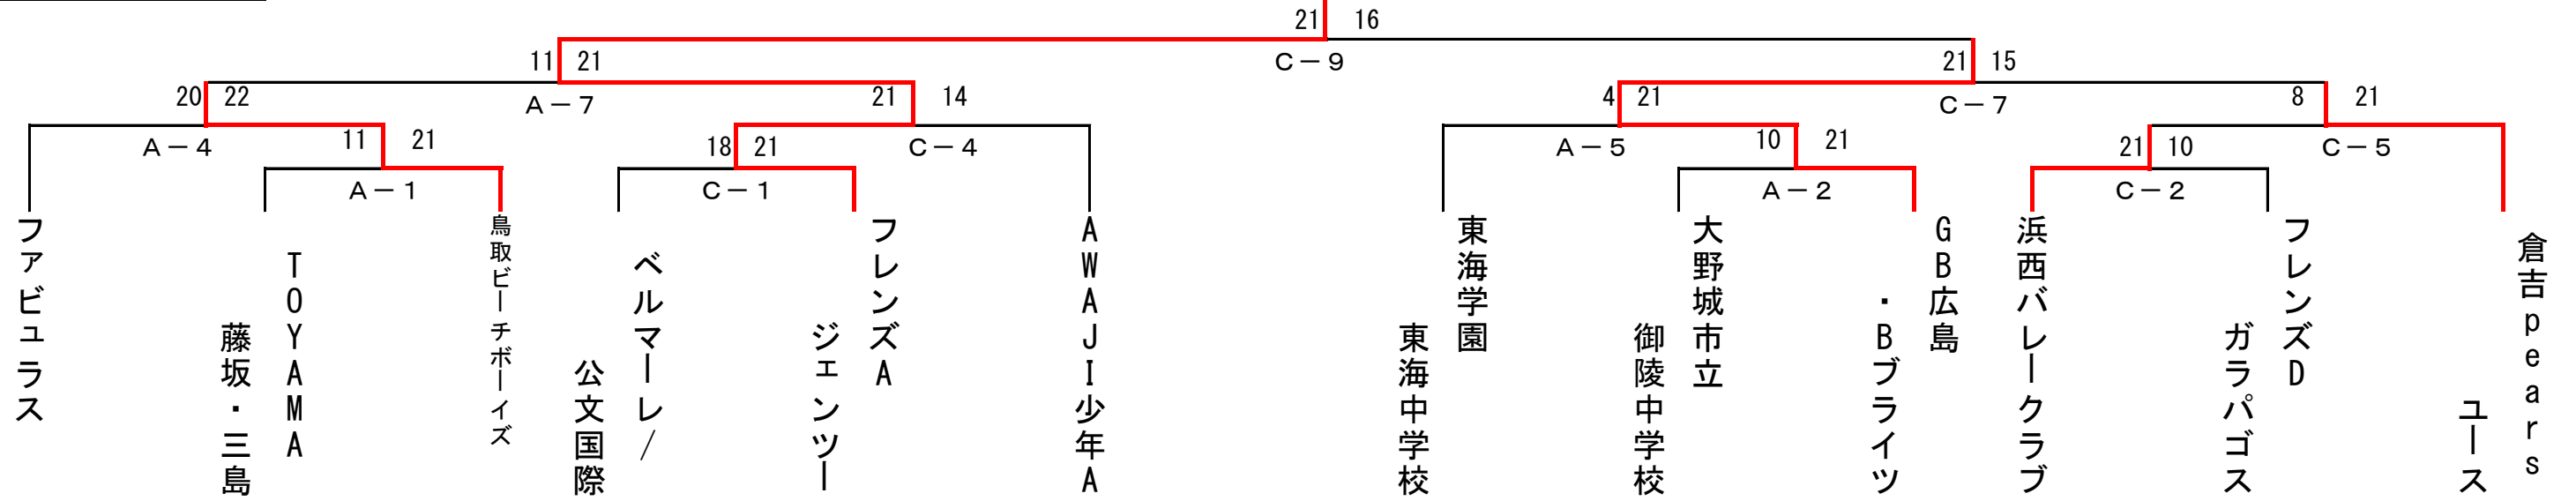 21 16
C－9
11 21
21 15
A－7
C－7
20 22
21 14
4 21
8 21
A－4
C－4
A－5
C－5
11 21
18 21
10 21
21 10
A－1
C－1
A－2
C－2
ファビュラス
TOYAMA
藤坂・三島
鳥取ビーチボーイズ
ベルマーレ/
公文国際
フレンズA
ジェンツー
AWAJI少年A
東海学園
東海中学校
大野城市立
御陵中学校
GB広島
・Bブライツ
浜西バレークラブ
フレンズD
ガラパゴス
倉吉pears
ユース